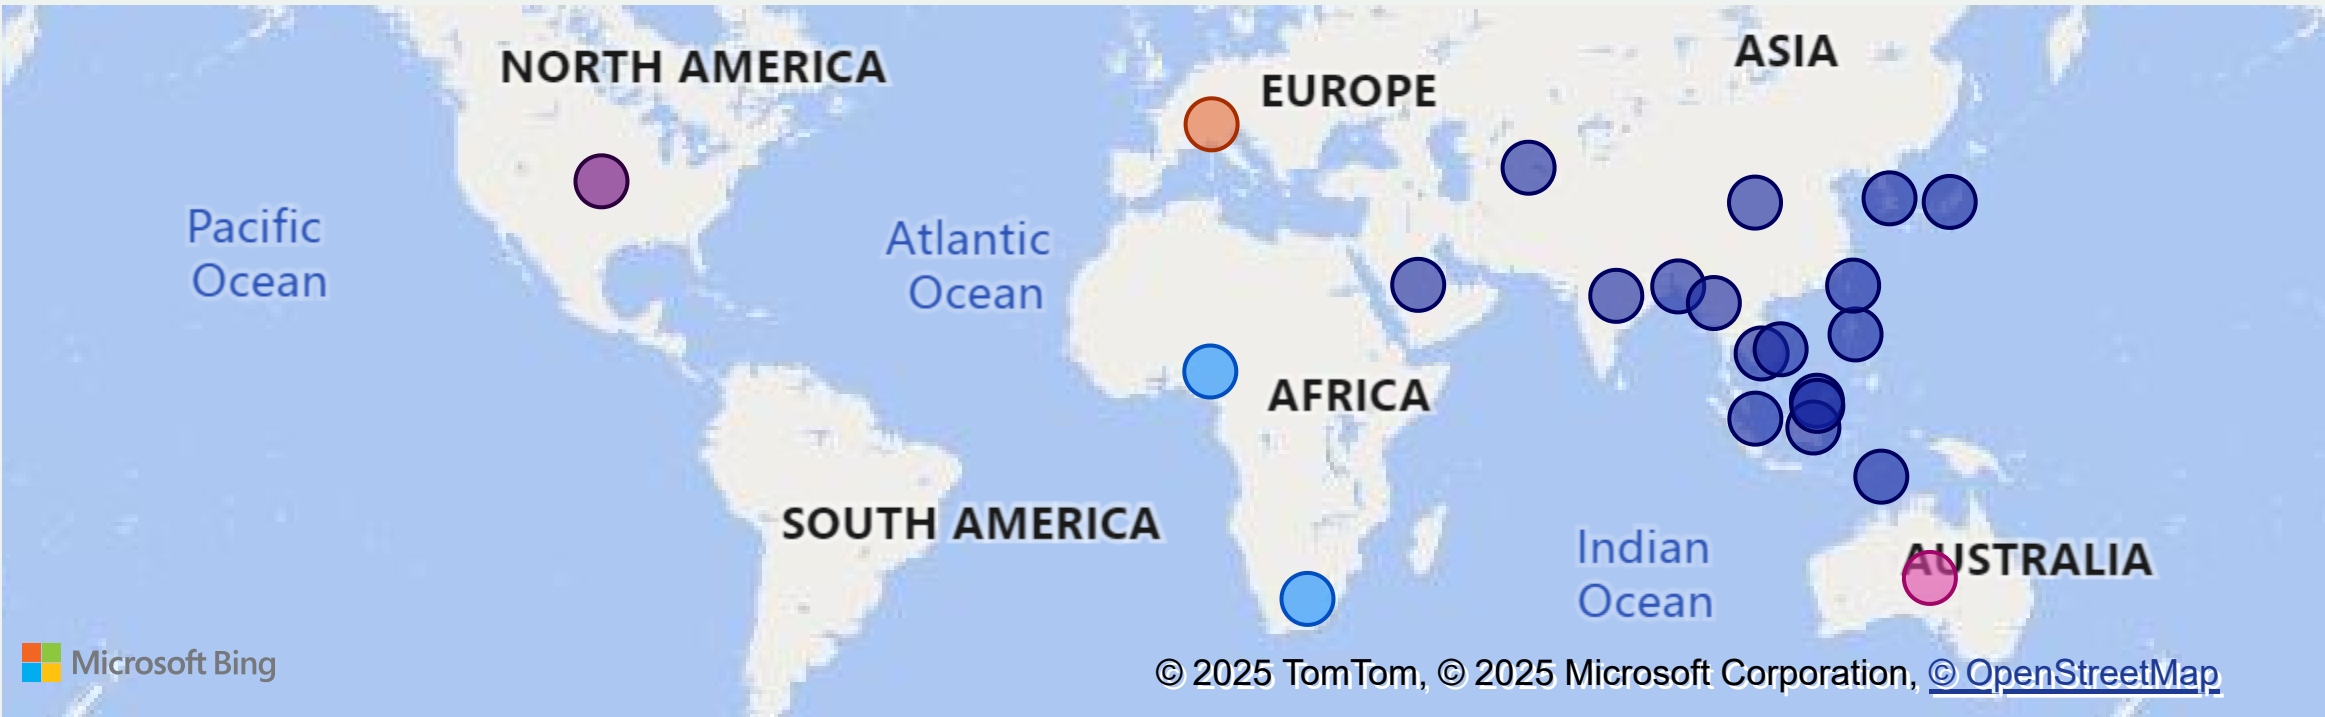 NORTH AMERICA
EUROPE
ASIA
Pacific
Ocean
Atlantic
Ocean
AFRICA
SOUTH AMERICA
Indian
Ocean
AUSTRALIA
Microsoft Bing
© 2025 TomTom, © 2025 Microsoft Corporation, © OpenStreetMap